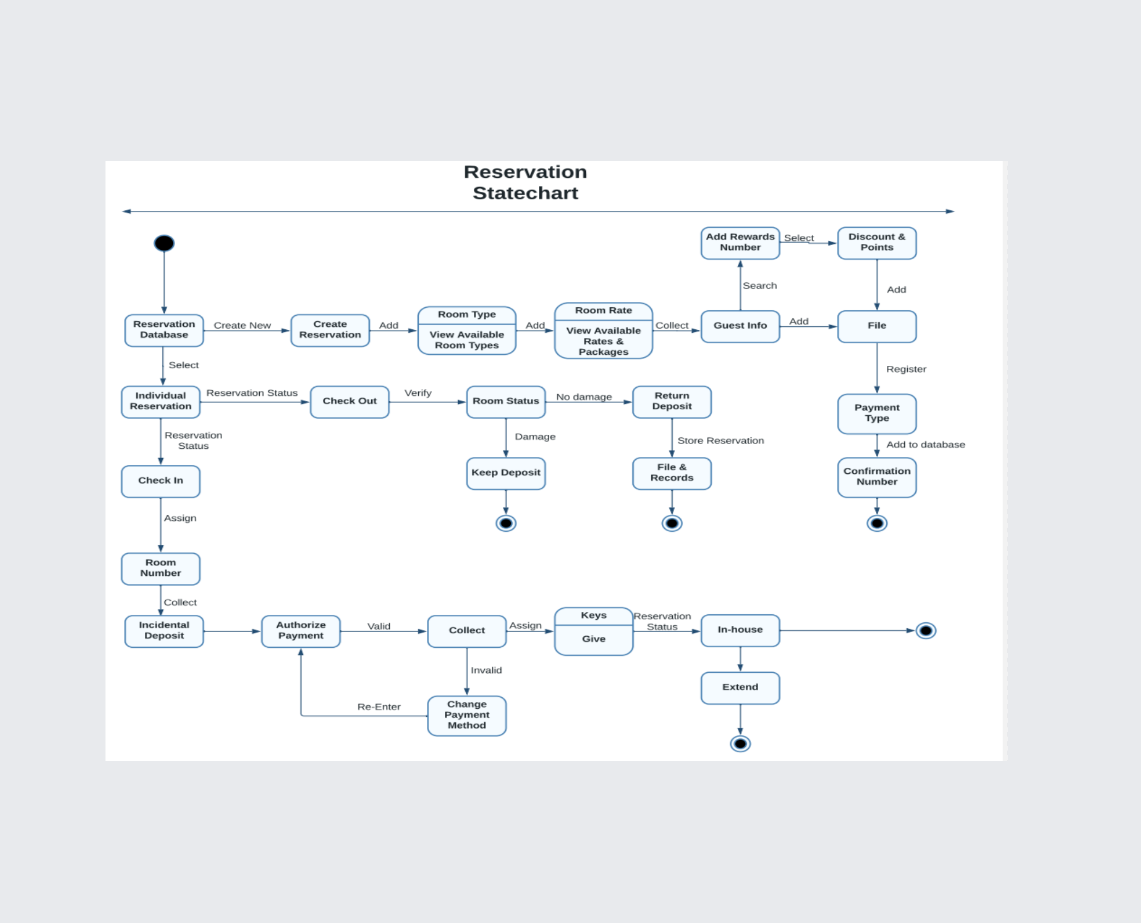 Reservation
Statechart
Add Rewards
Number
Select
Discount &
Points
Search
Add
Reservation
Database
Create New
Create
Reservation
Add
Room Type
View Available
Room Types
Add
Room Rate
View Available
Rates &
Packages
Collect
Guest Info
Add
File
Select
Register
Individual
Reservation
Reservation Status
Check Out
Verify
Room Status
No damage
Return
Deposit
Payment
Type
Reservation
Status
Damage
Store Reservation
Add to database
Check In
Keep Deposit
File &
Records
Confirmation
Number
Assign
Room
Number
Collect
Incidental
Deposit
Authorize
Payment
Valid
Collect
Assign
Keys
Give
Reservation
Status
In-house
Invalid
Extend
Re-Enter
Change
Payment
Method